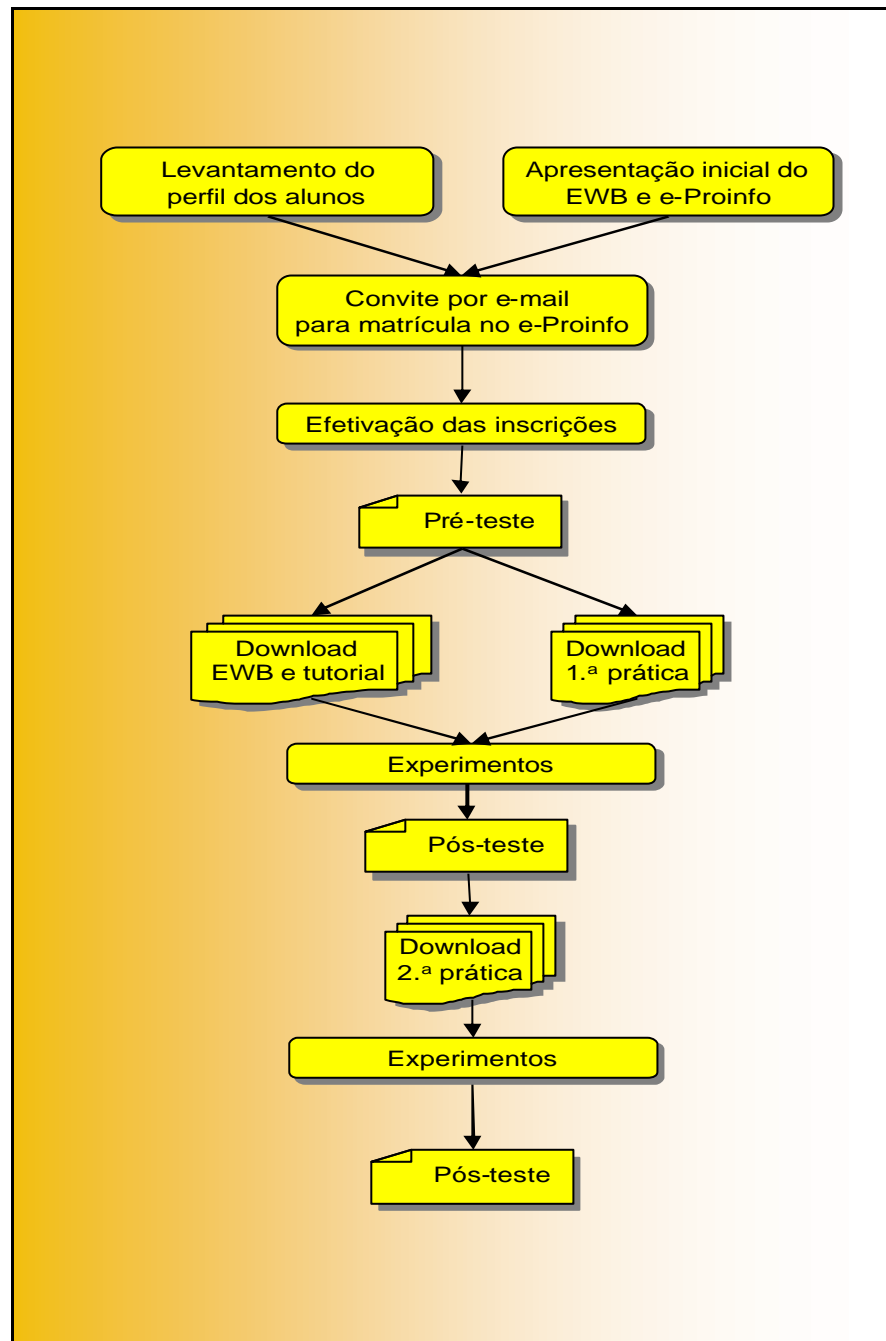 Levantamento do
perfil dos alunos
Apresentação inicial do
EWB e e-Proinfo
Convite por e-mail
para matrícula no e-Proinfo
Efetivação das inscrições
Pré-teste
Download
EWB e tutorial
Download
1.ª prática
Experimentos
Pós-teste
Download
2.ª prática
Experimentos
Pós-teste